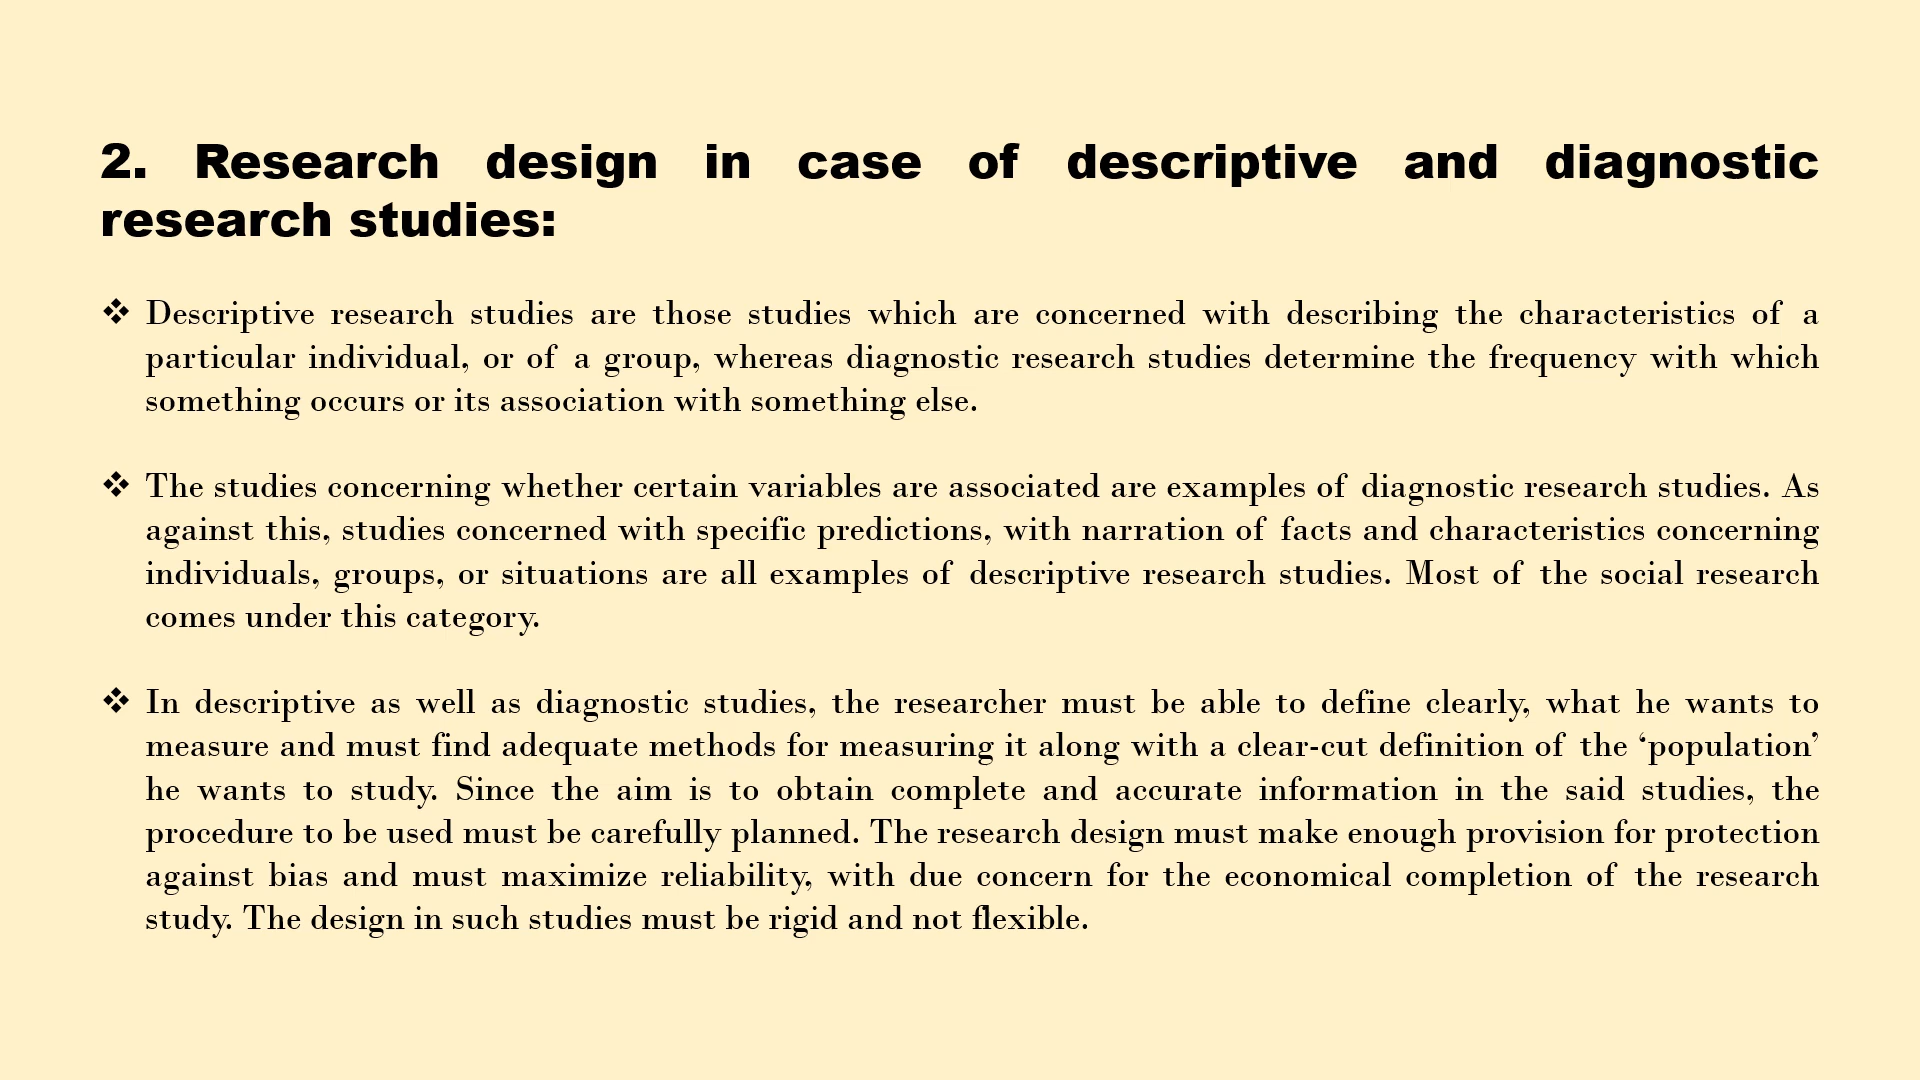 2. Research design in case of descriptive and diagnostic
research studies:
❖ Descriptive research studies are those studies which are concerned with describing the characteristics of a
particular individual, or of a group, whereas diagnostic research studies determine the frequency with which
something occurs or its association with something else.
❖ The studies concerning whether certain variables are associated are examples of diagnostic research studies. As
against this, studies concerned with specific predictions, with narration of facts and characteristics concerning
individuals, groups, or situations are all examples of descriptive research studies. Most of the social research
comes under this category.
❖ In descriptive as well as diagnostic studies, the researcher must be able to define clearly, what he wants to
measure and must find adequate methods for measuring it along with a clear-cut definition of the ‘population’
he wants to study. Since the aim is to obtain complete and accurate information in the said studies, the
procedure to be used must be carefully planned. The research design must make enough provision for protection
against bias and must maximize reliability, with due concern for the economical completion of the research
study. The design in such studies must be rigid and not flexible.